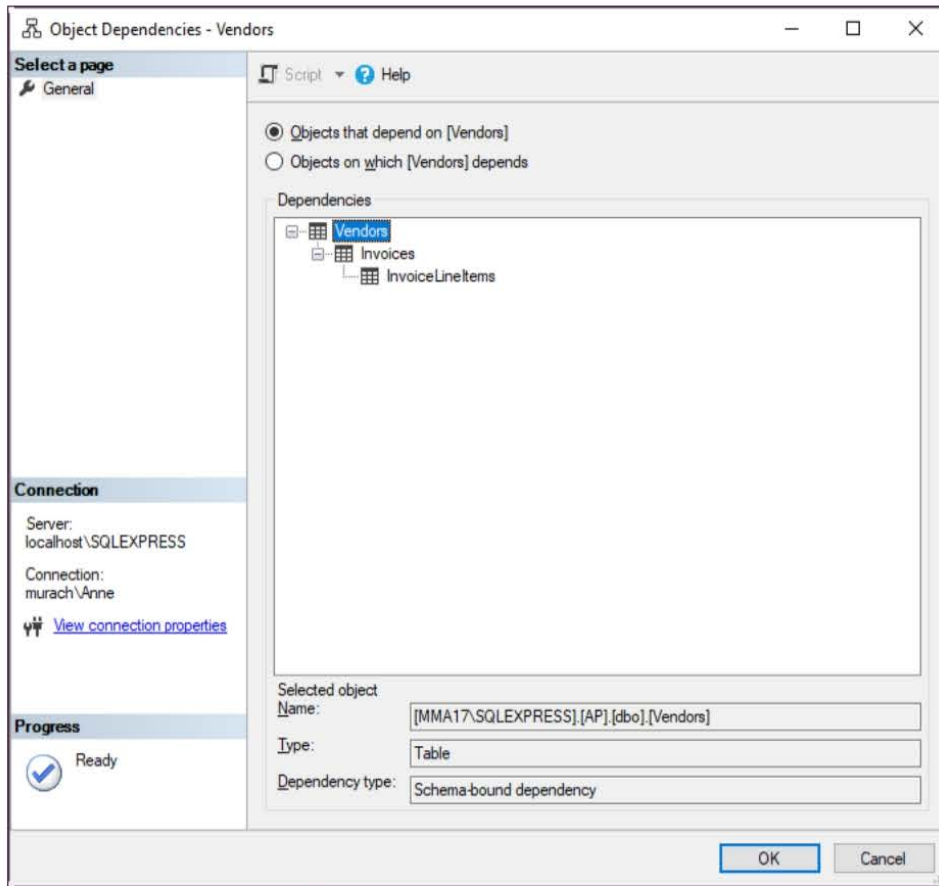 Object Dependencies - Vendors
Select a page
General
Script Help
Objects that depend on [Vendors]
Objects on which [Vendors] depends
Dependencies
Vendors
Invoices
InvoiceLineItems
Connection
Server:
localhost\SQLEXPRESS
Connection:
murach\Anne
View connection properties
Progress
Ready
Selected object
Name: [MMA17\SQLEXPRESS].[AP].[dbo].[Vendors]
Type: Table
Dependency type: Schema-bound dependency
OK Cancel